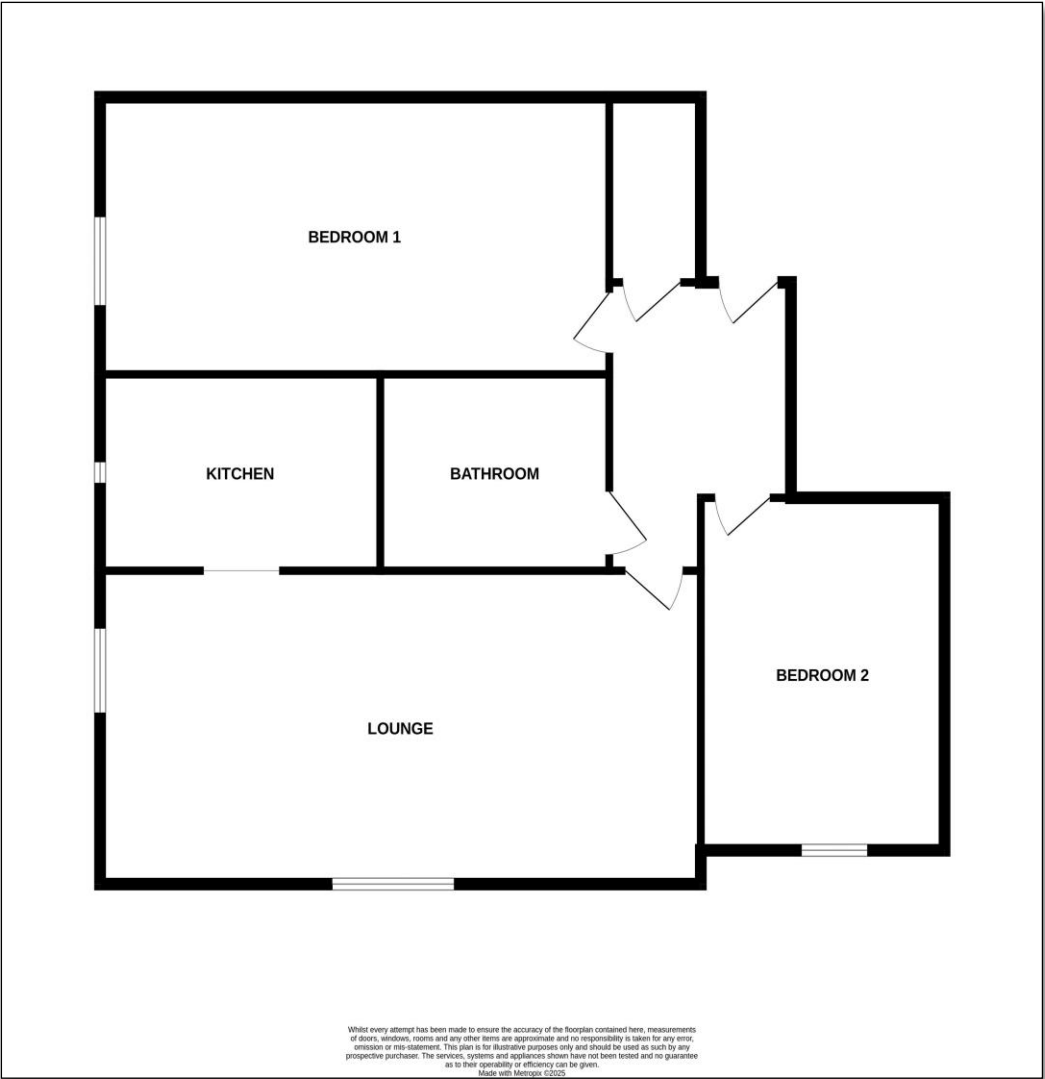 BEDROOM 1
KITCHEN
BATHROOM
BEDROOM 2
LOUNGE
Whilst every attempt has been made to ensure the accuracy of the floorplan contained here, measurements
of doors, windows, rooms and any other items are approximate and no responsibility is taken for any error,
omission or mis-statement. This plan is for illustrative purposes only and should be used as such by any
prospective purchaser. The services, systems and appliances shown have not been tested and no guarantee
as to their operability or efficiency can be given.
Made with Metropix ©2025